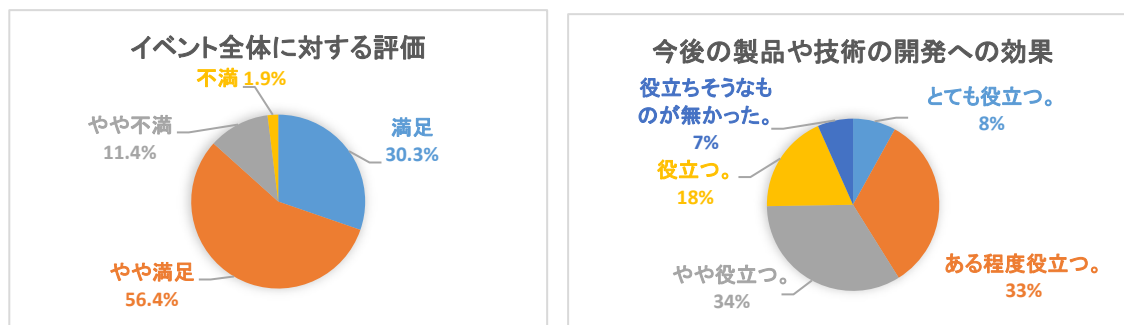 イベント全体に対する評価
不満 1.9%
やや不満
11.4%
満足
30.3%
やや満足
56.4%
今後の製品や技術の開発への効果
役立ちそうなも
のが無かった。
7%
とても役立つ。
8%
役立つ。
18%
やや役立つ。
34%
ある程度役立つ。
33%